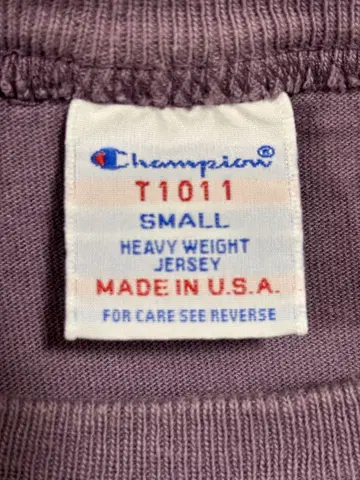 Champion®
T1011
SMALL
HEAVY WEIGHT
JERSEY
MADE IN U.S.A.
FOR CARE SEE REVERSE